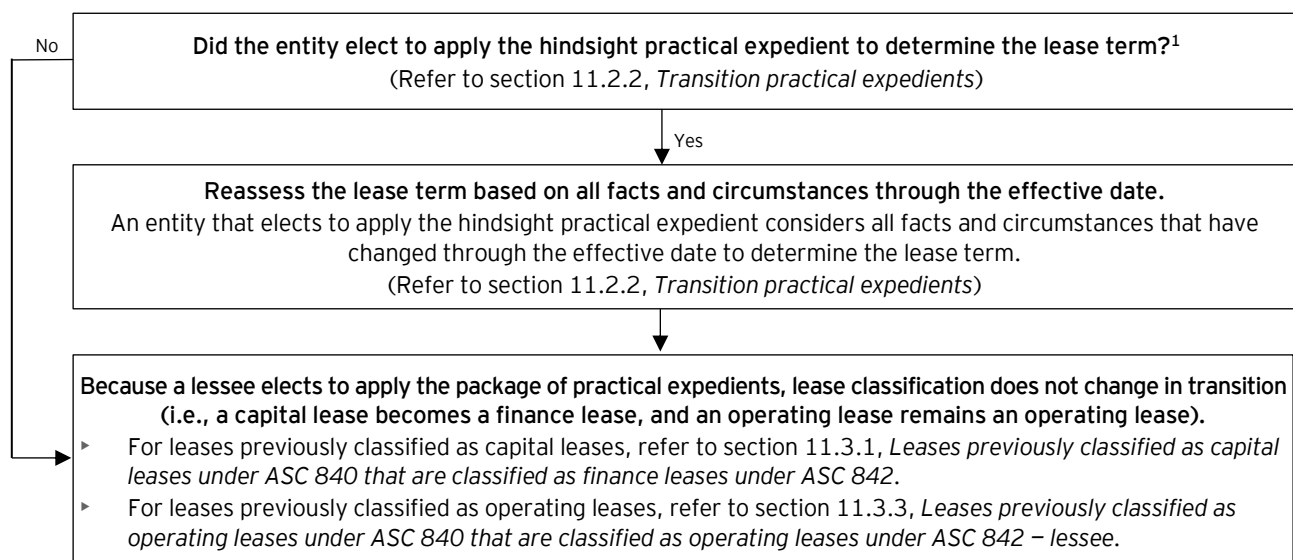 No
Did the entity elect to apply the hindsight practical expedient to determine the lease term?¹
(Refer to section 11.2.2, Transition practical expedients)
Yes
Reassess the lease term based on all facts and circumstances through the effective date.
An entity that elects to apply the hindsight practical expedient considers all facts and circumstances that have
changed through the effective date to determine the lease term.
(Refer to section 11.2.2, Transition practical expedients)
Because a lessee elects to apply the package of practical expedients, lease classification does not change in transition
(i.e., a capital lease becomes a finance lease, and an operating lease remains an operating lease).
► For leases previously classified as capital leases, refer to section 11.3.1, Leases previously classified as capital
leases under ASC 840 that are classified as finance leases under ASC 842.
► For leases previously classified as operating leases, refer to section 11.3.3, Leases previously classified as
operating leases under ASC 840 that are classified as operating leases under ASC 842 – lessee.